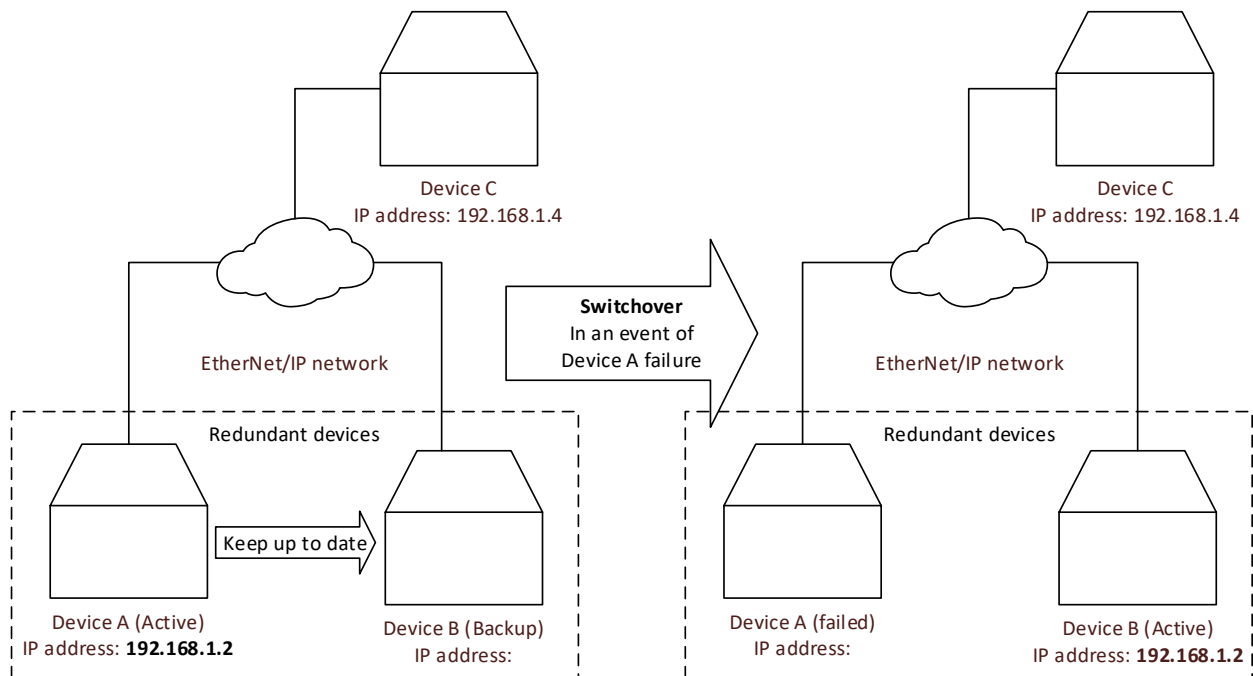 Device C
IP address: 192.168.1.4
EtherNet/IP network
Redundant devices
Keep up to date
Device A (Active)
IP address: 192.168.1.2
Device B (Backup)
IP address:
Switchover
In an event of
Device A failure
Device C
IP address: 192.168.1.4
EtherNet/IP network
Redundant devices
Device A (failed)
IP address:
Device B (Active)
IP address: 192.168.1.2